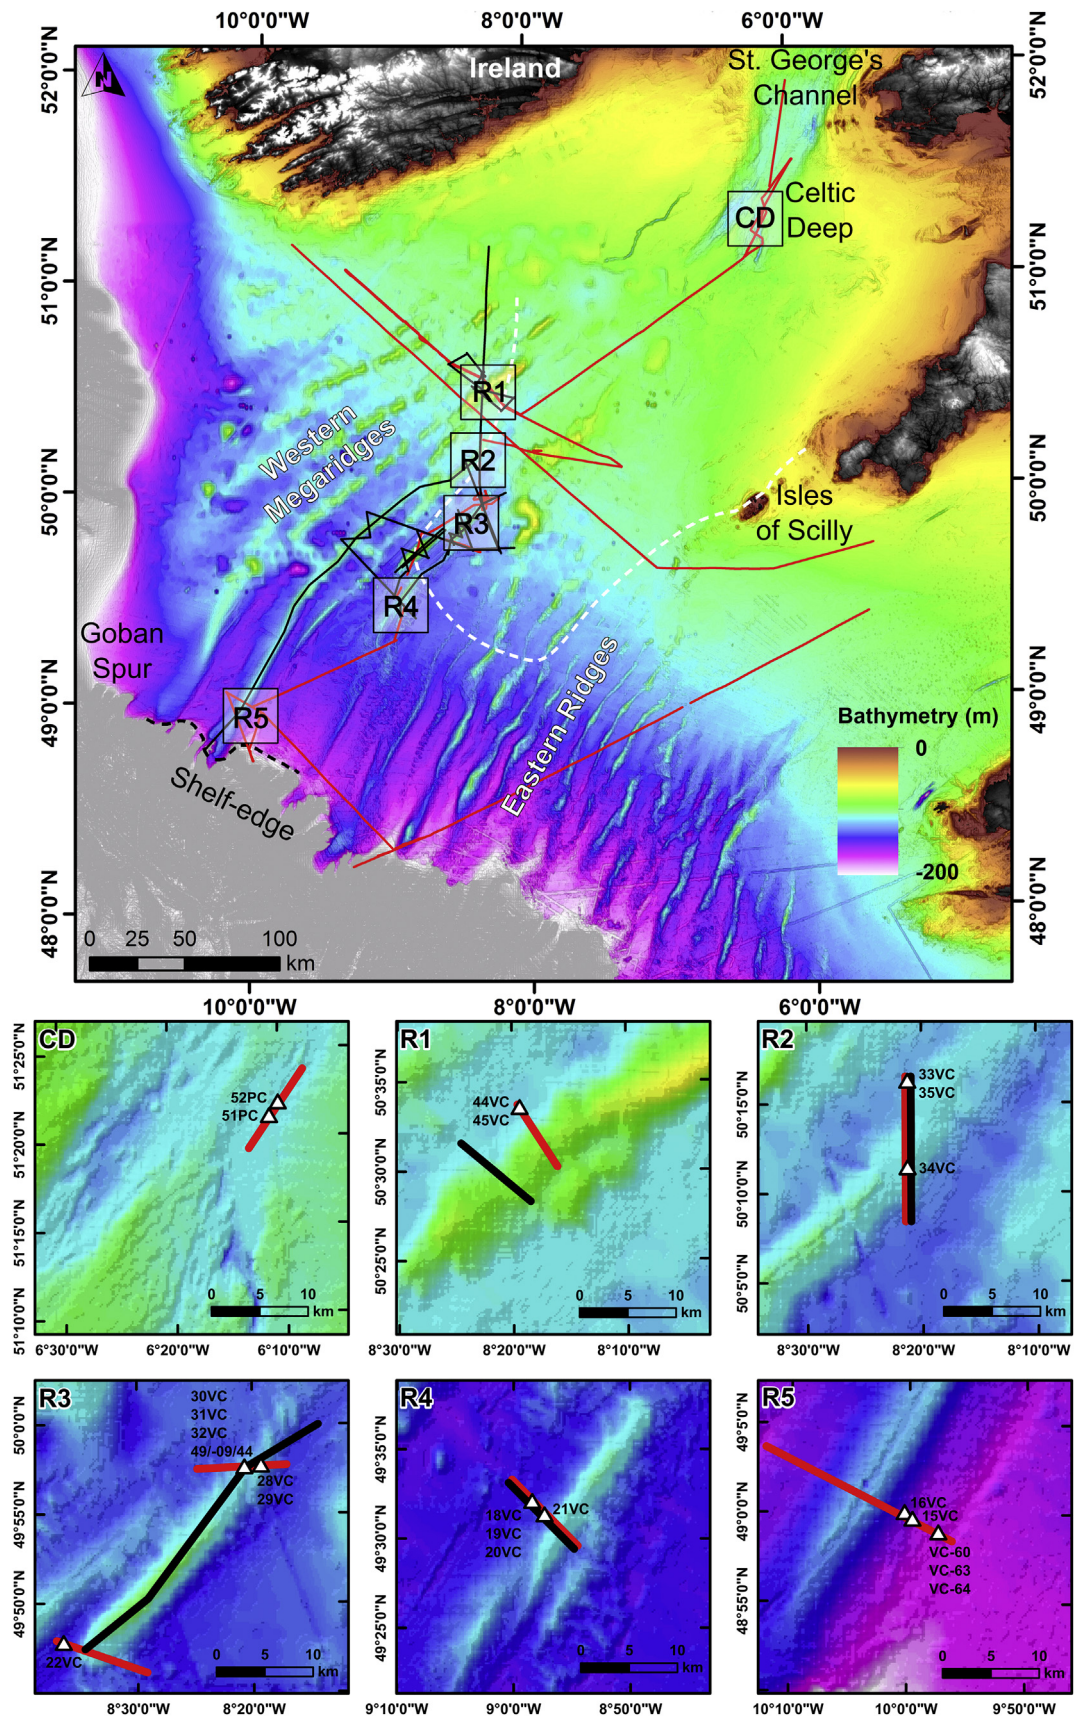 10°0'0"W 8°0'0"W 6°0'0"W
52°0'0"N
51°0'0"N
50°0'0"N
49°0'0"N
48°0'0"N
N
Ireland
St. George's
Channel
CD
Celtic
Deep
R1
R2
R3
R4
R5
Western
Megaridges
Isles
of Scilly
Goban
Spur
Shelf-edge
Eastern Ridges
Bathymetry (m)
0
-200
0 25 50 100
km
52°0'0"N
51°0'0"N
50°0'0"N
49°0'0"N
48°0'0"N
10°0'0"W 8°0'0"W 6°0'0"W
CD
51°25'0"N
51°20'0"N
51°15'0"N
51°10'0"N
52PC
51PC
0 5 10
km
6°30'0"W 6°20'0"W 6°10'0"W
R1
50°35'0"N
50°30'0"N
50°25'0"N
44VC
45VC
0 5 10
km
8°30'0"W 8°20'0"W 8°10'0"W
R2
50°15'0"N
50°10'0"N
50°5'0"N
33VC
35VC
34VC
0 5 10
km
8°30'0"W 8°20'0"W 8°10'0"W
R3
50°0'0"N
49°55'0"N
49°50'0"N
30VC
31VC
32VC
49/-09/44
28VC
29VC
22VC
0 5 10
km
8°30'0"W 8°20'0"W
R4
49°35'0"N
49°30'0"N
49°25'0"N
18VC
19VC
20VC
21VC
0 5 10
km
9°10'0"W 9°0'0"W 8°50'0"W
R5
49°5'0"N
49°0'0"N
48°55'0"N
16VC
15VC
VC-60
VC-63
VC-64
0 5 10
km
10°10'0"W 10°0'0"W 9°50'0"W